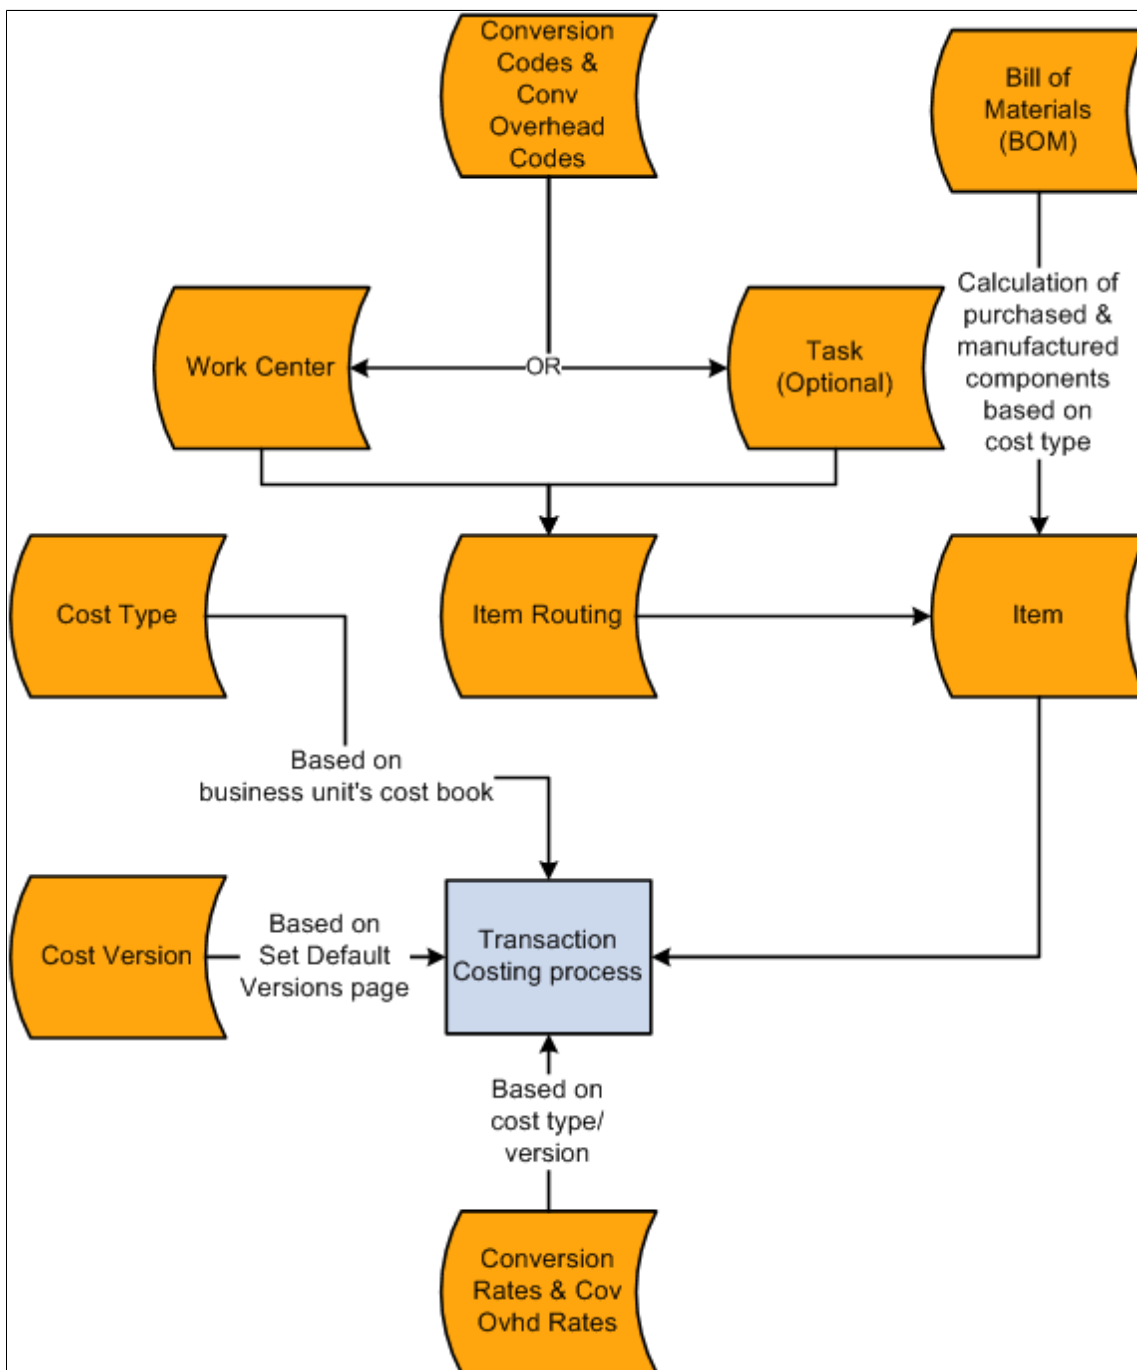 Conversion
Codes &
Conv
Overhead
Codes
Bill of
Materials
(BOM)
Calculation of
purchased &
manufactured
components
based on
cost type
Work Center
OR
Task
(Optional)
Cost Type
Item Routing
Item
Based on
business unit's cost book
Cost Version
Based on
Set Default
Versions page
Transaction
Costing process
Based on
cost type/
version
Conversion
Rates & Cov
Ovhd Rates